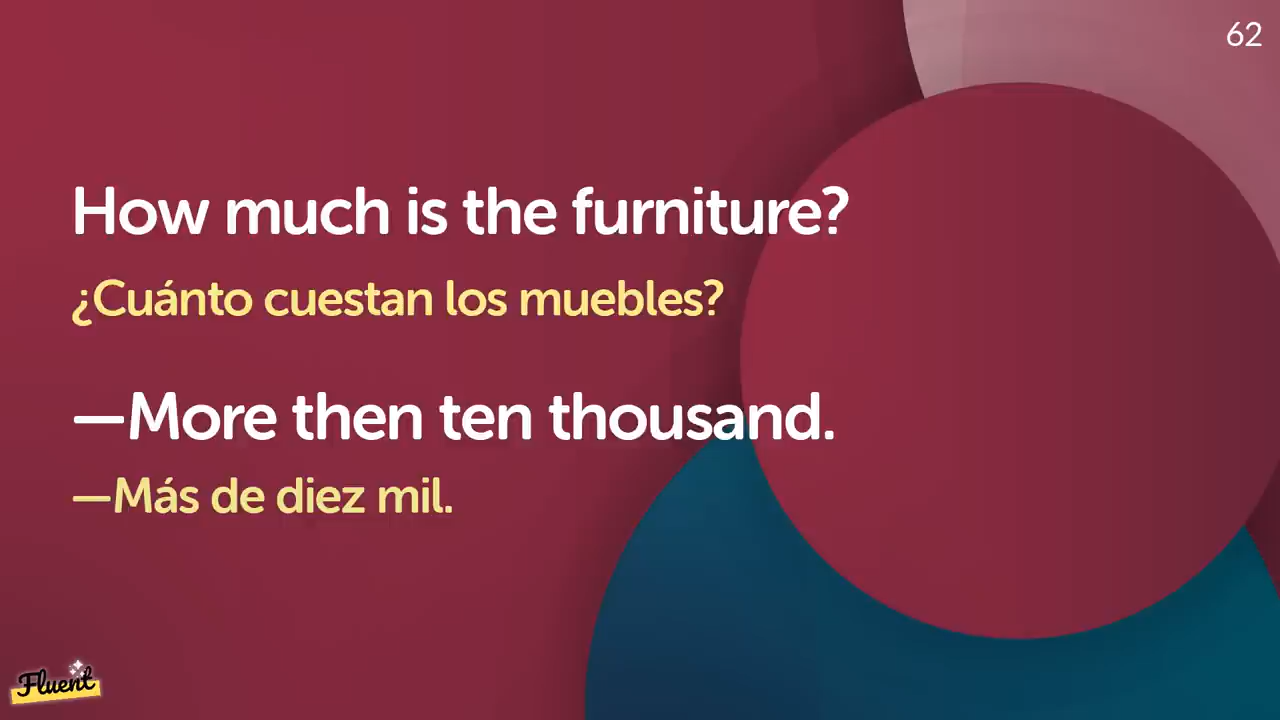 62
How much is the furniture?
¿Cuánto cuestan los muebles?
—More then ten thousand.
—Más de diez mil.
Fluent